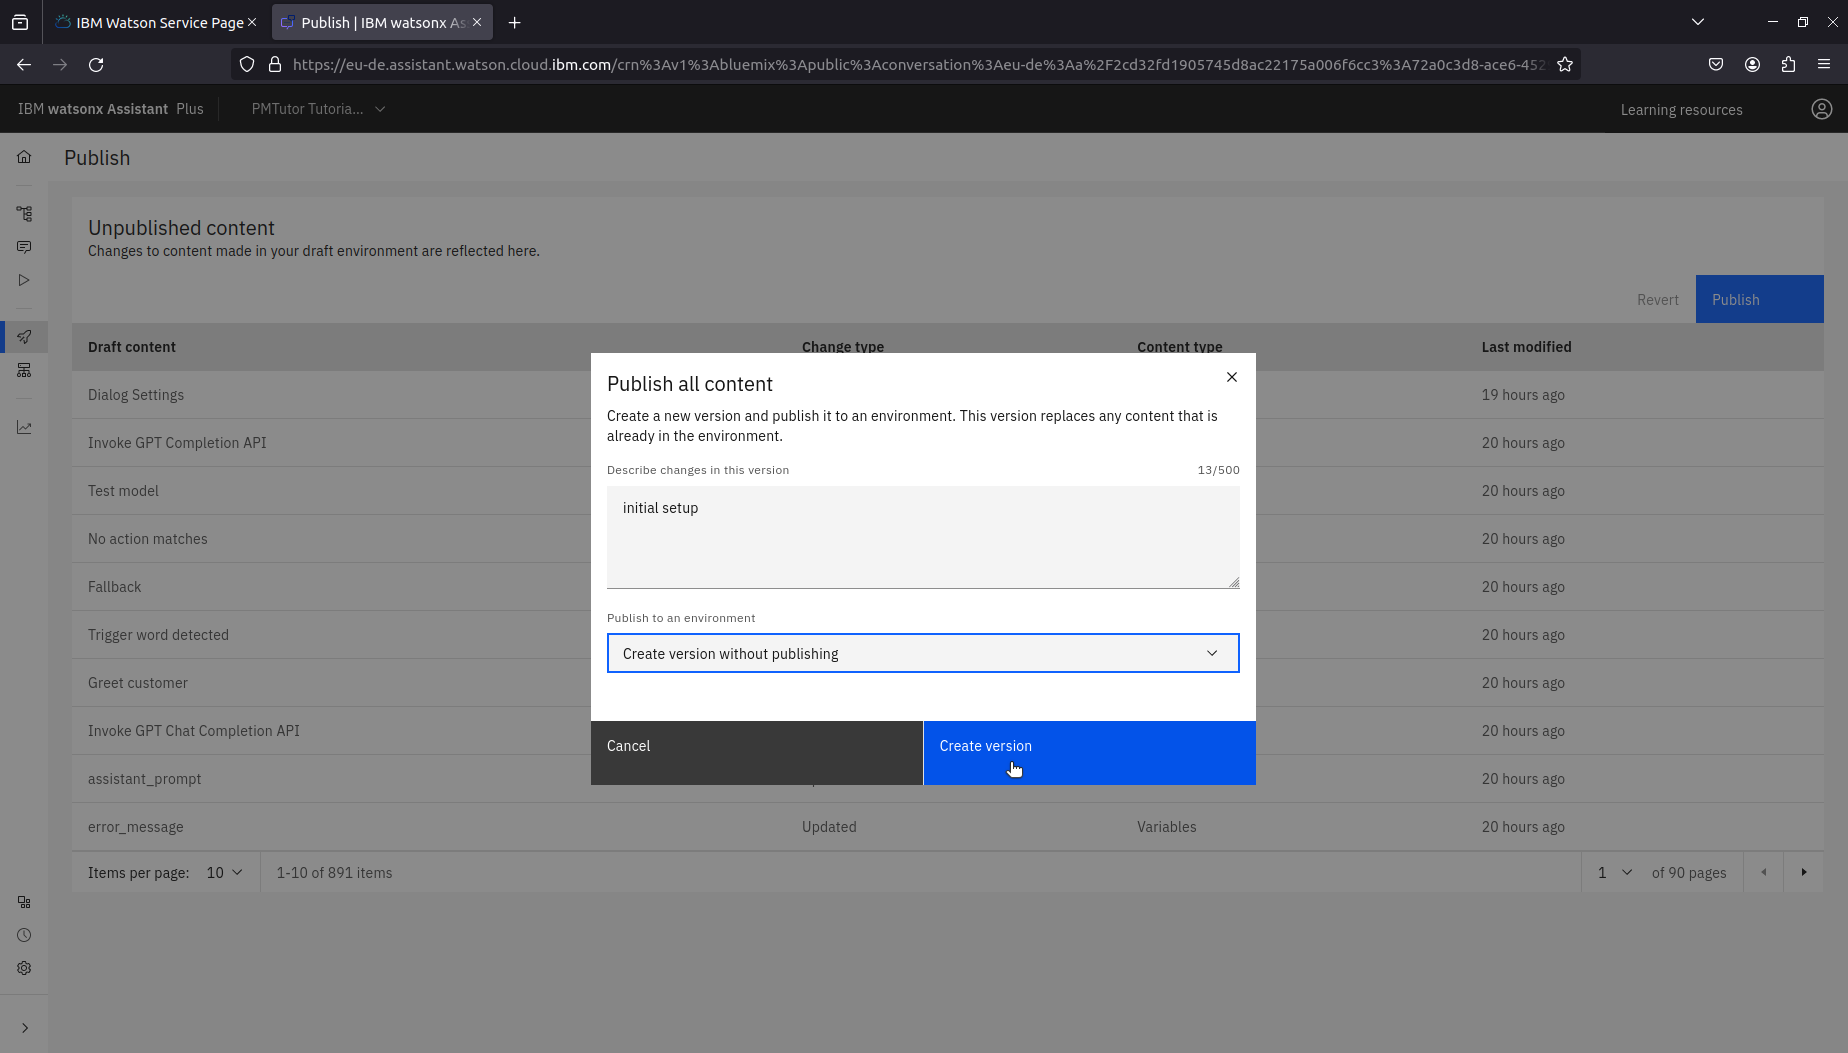 IBM Watson Service Page
Publish | IBM watsonx As
https://eu-de.assistant.watson.cloud.ibm.com/crn%3Av1%3Abluemix%3Apublic%3Aconversation%3Aeu-de%3Aa%2F2cd32fd1905745d8ac22175a006f6cc3%3A72a0c3d8-ace6-452
IBM watsonx Assistant Plus
PMTutor Tutoria...
Learning resources
Publish
Unpublished content
Changes to content made in your draft environment are reflected here.
Revert
Publish
Draft content Change type Content type Last modified
Dialog Settings 19 hours ago
Invoke GPT Completion API 20 hours ago
Test model 20 hours ago
No action matches 20 hours ago
Fallback 20 hours ago
Trigger word detected 20 hours ago
Greet customer 20 hours ago
Invoke GPT Chat Completion API 20 hours ago
assistant_prompt 20 hours ago
error_message Updated Variables 20 hours ago
Items per page: 10 1-10 of 891 items 1 of 90 pages
Publish all content
Create a new version and publish it to an environment. This version replaces any content that is
already in the environment.
Describe changes in this version 13/500
initial setup
Publish to an environment
Create version without publishing
Cancel
Create version